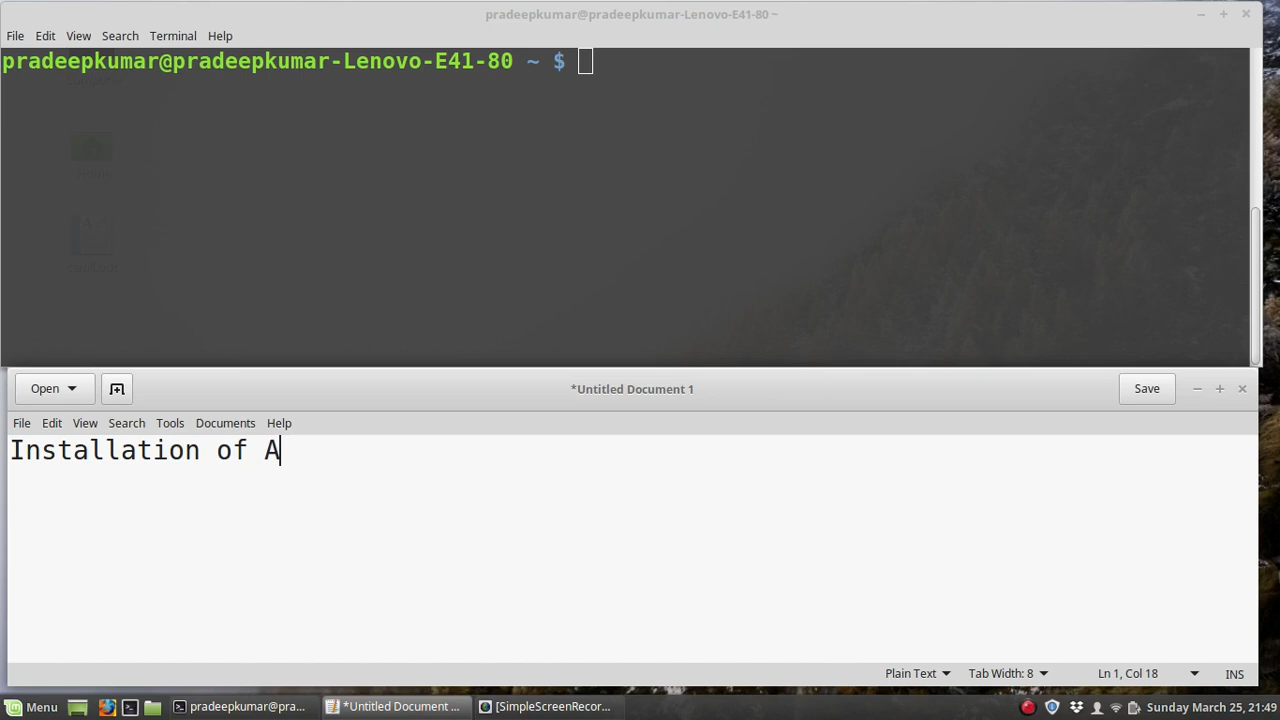 pradeepkumar@pradeepkumar-Lenovo-E41-80 ~
File Edit View Search Terminal Help
pradeepkumar@pradeepkumar-Lenovo-E41-80 ~ $
Open *Untitled Document 1 Save
File Edit View Search Tools Documents Help
Installation of A
Plain Text Tab Width: 8 Ln 1, Col 18 INS
Menu pradeepkumar@pra... *Untitled Document ... [SimpleScreenRecor... Sunday March 25, 21:49